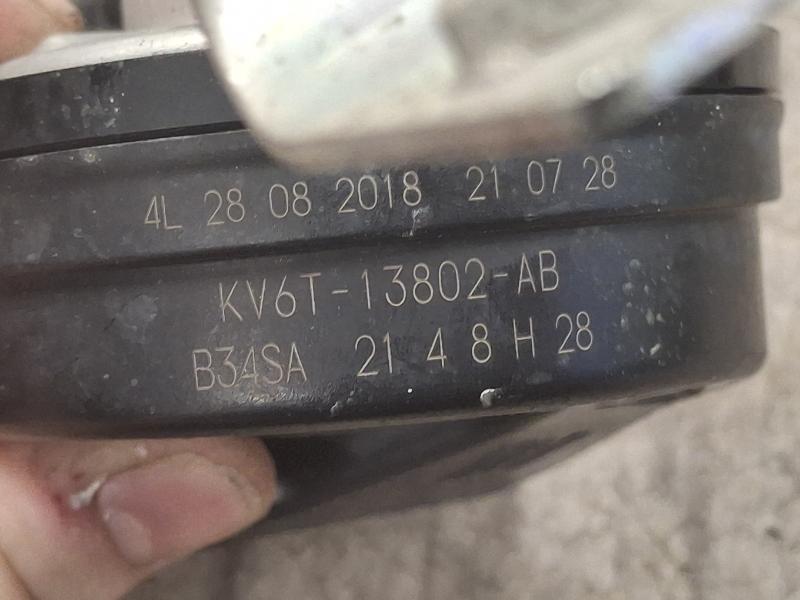 4L 28 08 2018 21 07 28
KV6T-13802-AB
B34SA 21 4 8 H 28